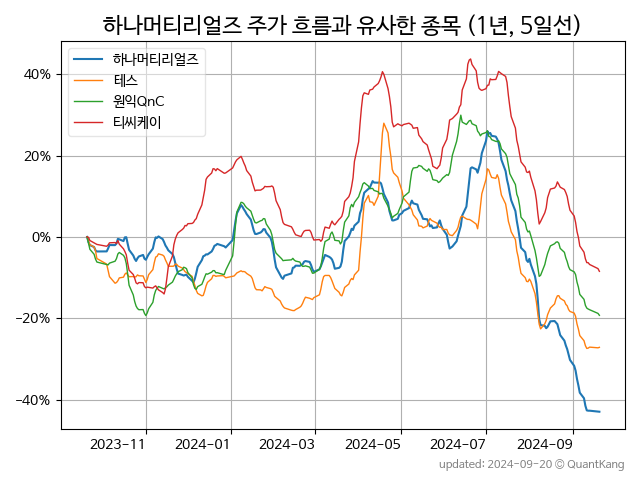 하나머티리얼즈 주가 흐름과 유사한 종목 (1년, 5일선)
하나머티리얼즈
테스
원익QnC
티씨케이
40%
20%
0%
−20%
−40%
2023-11
2024-01
2024-03
2024-05
2024-07
2024-09
updated: 2024-09-20 © QuantKang